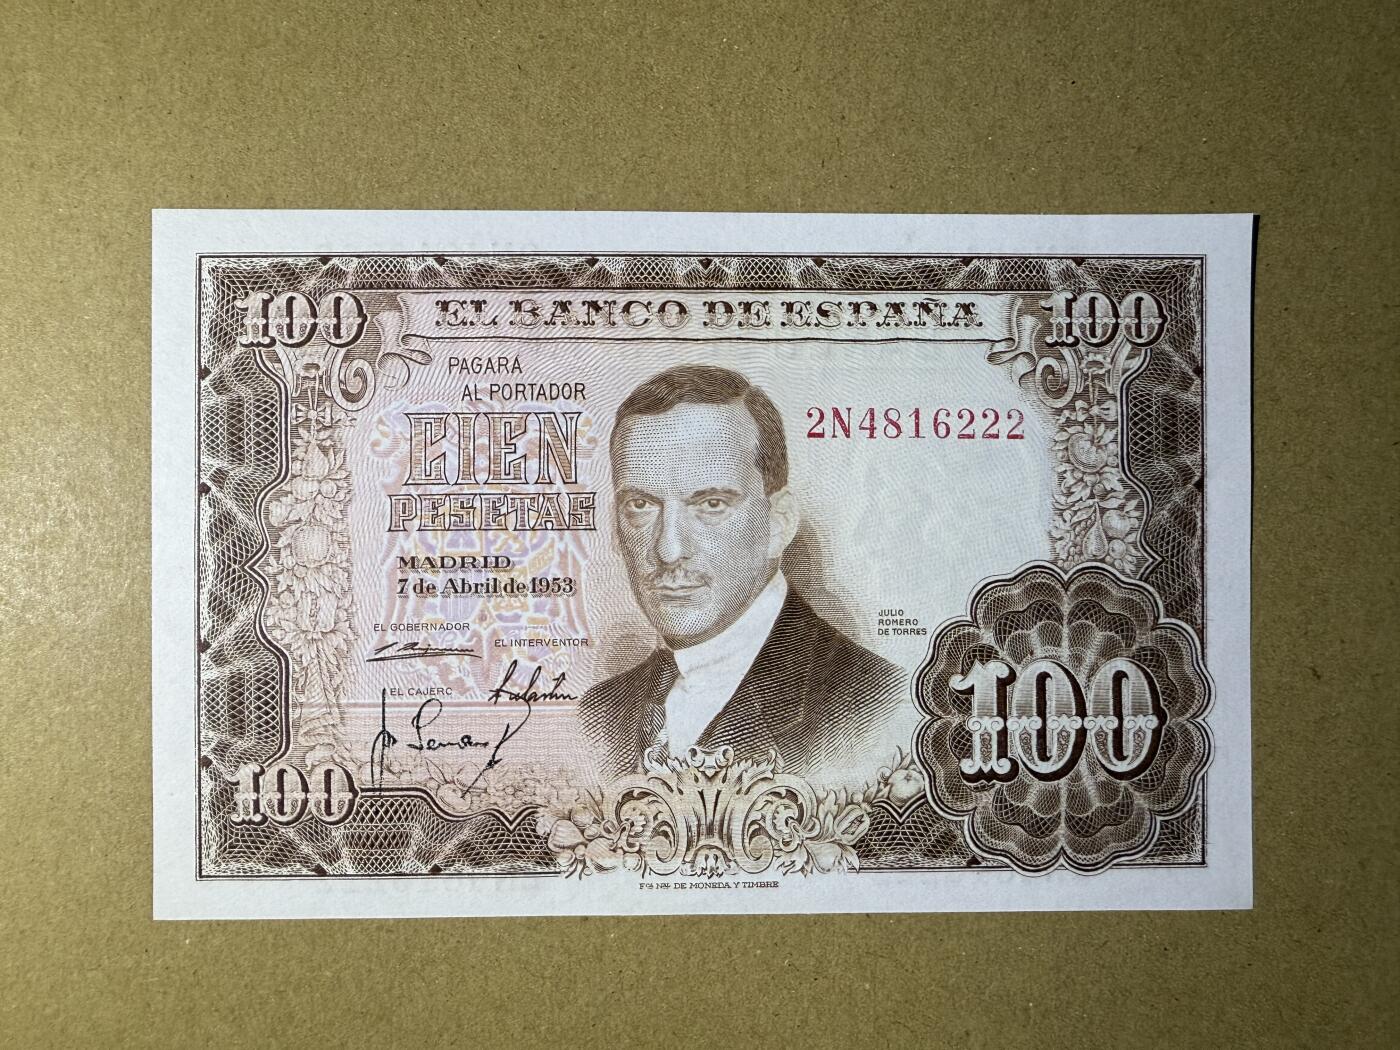 100 EL BANCO DE ESPAÑA 100
PAGARÁ
AL PORTADOR
CIEN
PESETAS
2N4816222
MADRID
7 de Abril de 1953
EL GOBERNADOR
EL INTERVENTOR
EL CAJERO
JULIO
ROMERO
DE TORRES
100
100
Fca Nal DE MONEDA Y TIMBRE